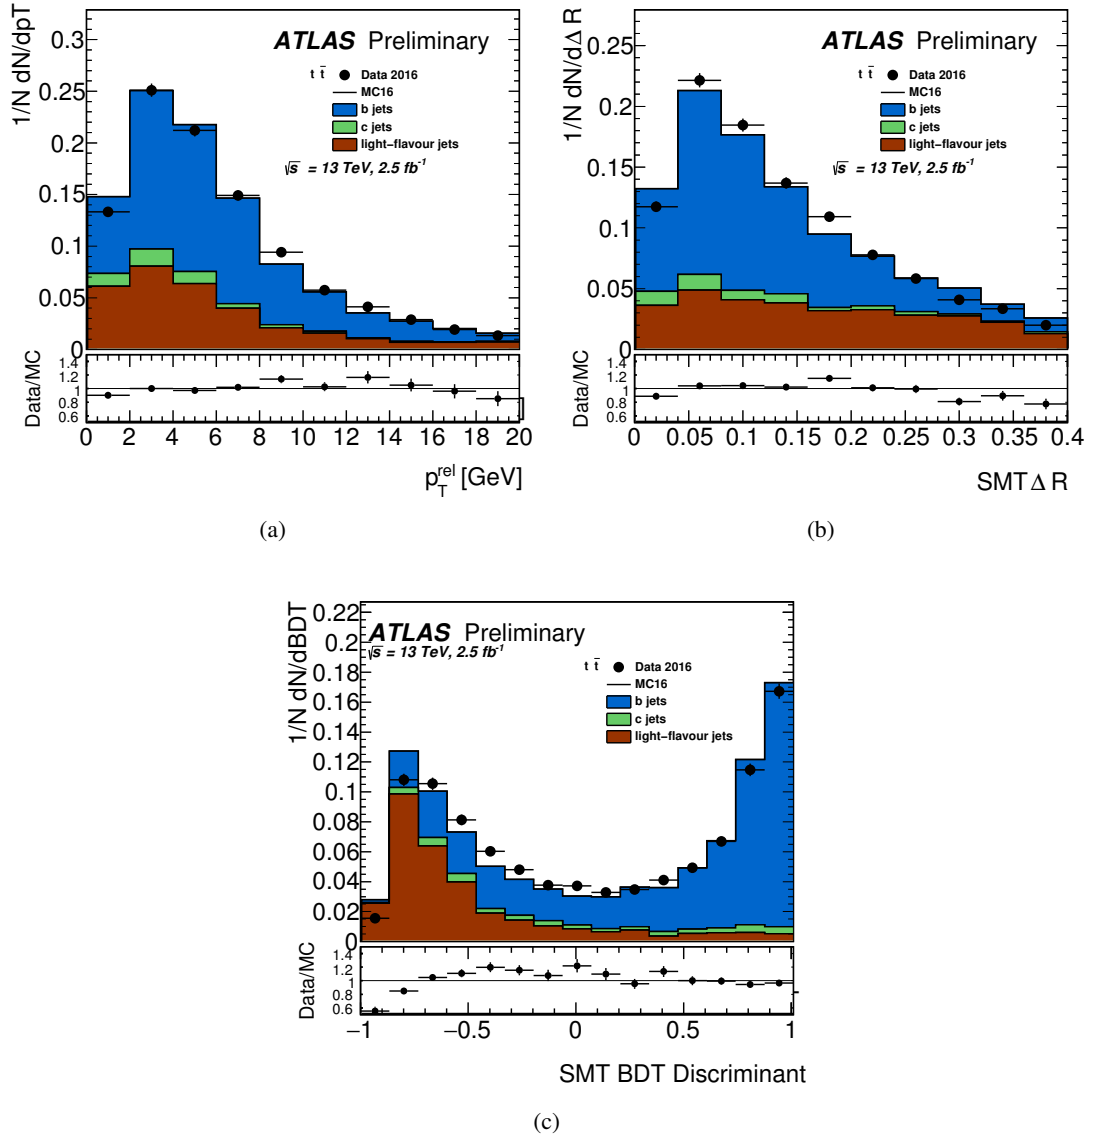 1/N dN/dpT
0.3
0.25
0.2
0.15
0.1
0.05
0
ATLAS Preliminary
t t̄ Data 2016
MC16
b jets
c jets
light−flavour jets
√s = 13 TeV, 2.5 fb⁻¹
Data/MC
1.4
1.2
1
0.8
0.6
0 2 4 6 8 10 12 14 16 18 20
p_T^rel [GeV]
(a)
1/N dN/dΔ R
0.25
0.2
0.15
0.1
0.05
0
ATLAS Preliminary
t t̄ Data 2016
MC16
b jets
c jets
light−flavour jets
√s = 13 TeV, 2.5 fb⁻¹
Data/MC
1.4
1.2
1
0.8
0.6
0 0.05 0.1 0.15 0.2 0.25 0.3 0.35 0.4
SMT Δ R
(b)
1/N dN/dBDT
0.22
0.2
0.18
0.16
0.14
0.12
0.1
0.08
0.06
0.04
0.02
0
ATLAS Preliminary
√s = 13 TeV, 2.5 fb⁻¹
t t̄ Data 2016
MC16
b jets
c jets
light−flavour jets
Data/MC
1.4
1.2
1
0.8
0.6
−1 −0.5 0 0.5 1
SMT BDT Discriminant
(c)